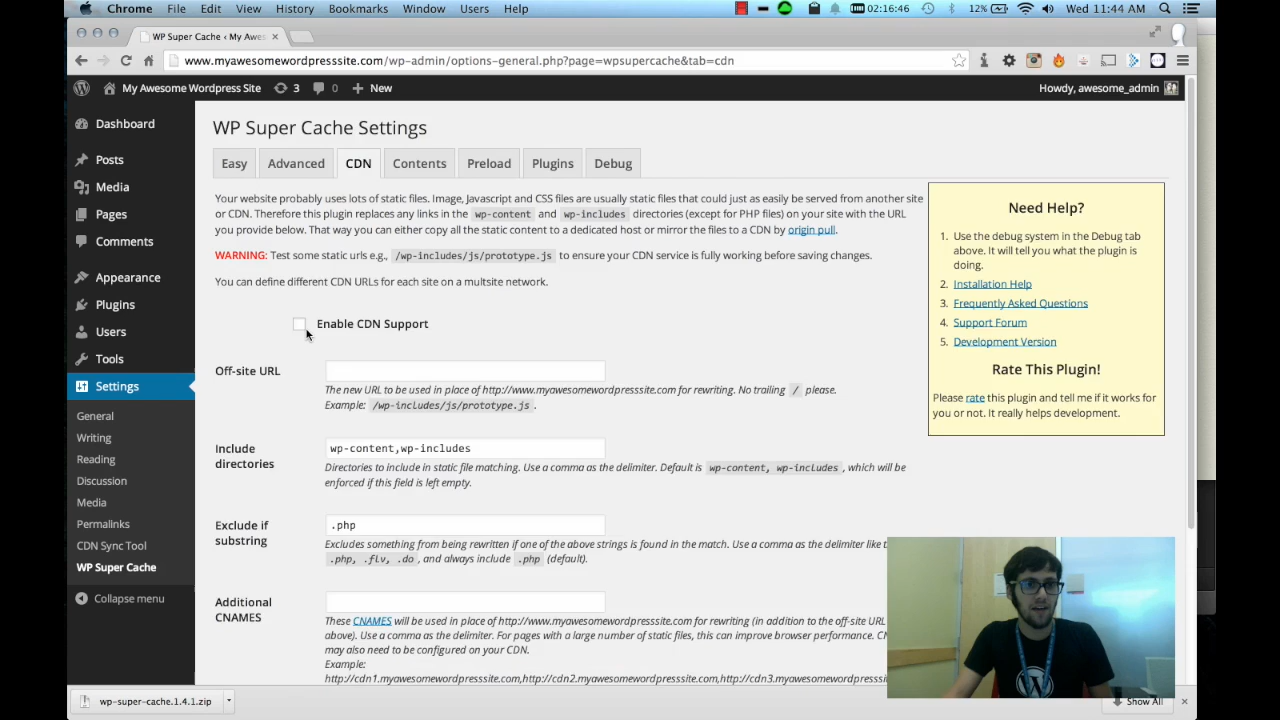 Chrome File Edit View History Bookmarks Window Users Help 02:16:46 12% Wed 11:44 AM
WP Super Cache ‹ My Awes
www.myawesomewordpresssite.com/wp-admin/options-general.php?page=wpsupercache&tab=cdn
My Awesome Wordpress Site 3 0 + New Howdy, awesome_admin
Dashboard
Posts
Media
Pages
Comments
Appearance
Plugins
Users
Tools
Settings
General
Writing
Reading
Discussion
Media
Permalinks
CDN Sync Tool
WP Super Cache
Collapse menu
WP Super Cache Settings
Easy Advanced CDN Contents Preload Plugins Debug
Your website probably uses lots of static files. Image, Javascript and CSS files are usually static files that could just as easily be served from another site
or CDN. Therefore this plugin replaces any links in the wp-content and wp-includes directories (except for PHP files) on your site with the URL
you provide below. That way you can either copy all the static content to a dedicated host or mirror the files to a CDN by origin pull.
WARNING: Test some static urls e.g., /wp-includes/js/prototype.js to ensure your CDN service is fully working before saving changes.
You can define different CDN URLs for each site on a multsite network.
Enable CDN Support
Off-site URL
The new URL to be used in place of http://www.myawesomewordpresssite.com for rewriting. No trailing / please.
Example: /wp-includes/js/prototype.js.
Include
directories
wp-content,wp-includes
Directories to include in static file matching. Use a comma as the delimiter. Default is wp-content, wp-includes, which will be
enforced if this field is left empty.
Exclude if
substring
.php
Excludes something from being rewritten if one of the above strings is found in the match. Use a comma as the delimiter like
.php, .flv, .do, and always include .php (default).
Additional
CNAMES
These CNAMES will be used in place of http://www.myawesomewordpresssite.com for rewriting (in addition to the off-site URL
above). Use a comma as the delimiter. For pages with a large number of static files, this can improve browser performance.
may also need to be configured on your CDN.
Example:
http://cdn1.myawesomewordpresssite.com,http://cdn2.myawesomewordpresssite.com,http://cdn3.myawesomewordpresssite
Need Help?
1. Use the debug system in the Debug tab
above. It will tell you what the plugin is
doing.
2. Installation Help
3. Frequently Asked Questions
4. Support Forum
5. Development Version
Rate This Plugin!
Please rate this plugin and tell me if it works for
you or not. It really helps development.
wp-super-cache.1.4.1.zip
Show All